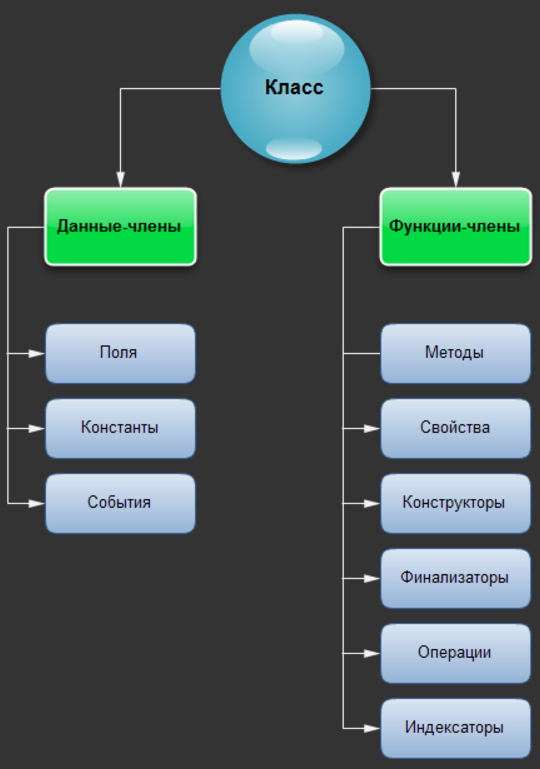 Класс
Данные-члены
Поля
Константы
События
Функции-члены
Методы
Свойства
Конструкторы
Финализаторы
Операции
Индексаторы